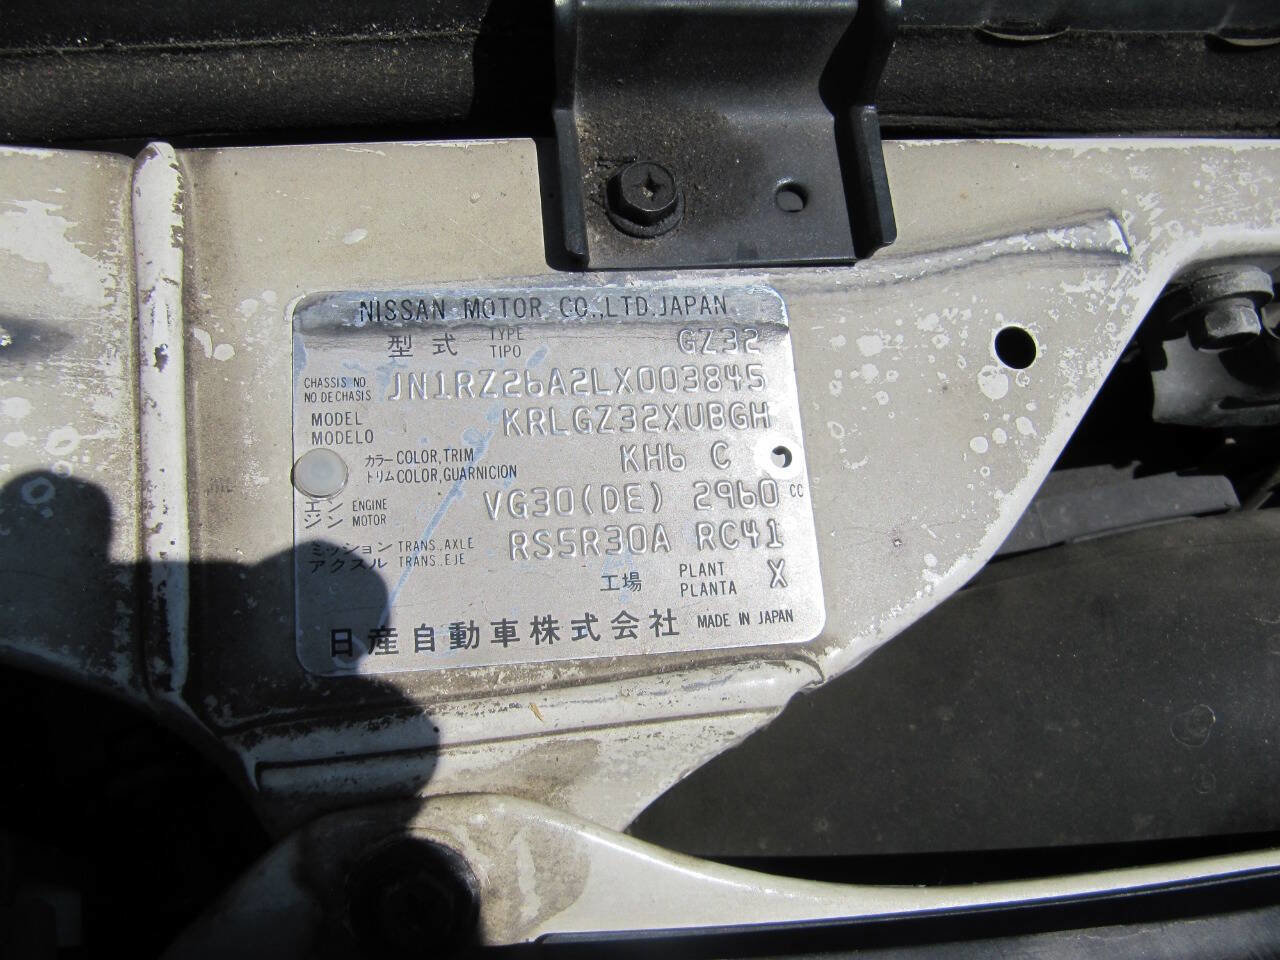 NISSAN MOTOR CO.,LTD.JAPAN
型式 TYPE TIPO GZ32
CHASSIS NO. NO DE CHASIS JN1RZ26A2LX003845
MODEL MODELO KRLGZ32XUBGH
カラー COLOR,TRIM
トリム COLOR,GUARNICION KH6 C
エンジン ENGINE MOTOR VG30(DE) 2960 CC
ミッション TRANS.,AXLE
アクスル TRANS.,EJE RS5R30A RC41
工場 PLANT PLANTA X
日産自動車株式会社 MADE IN JAPAN